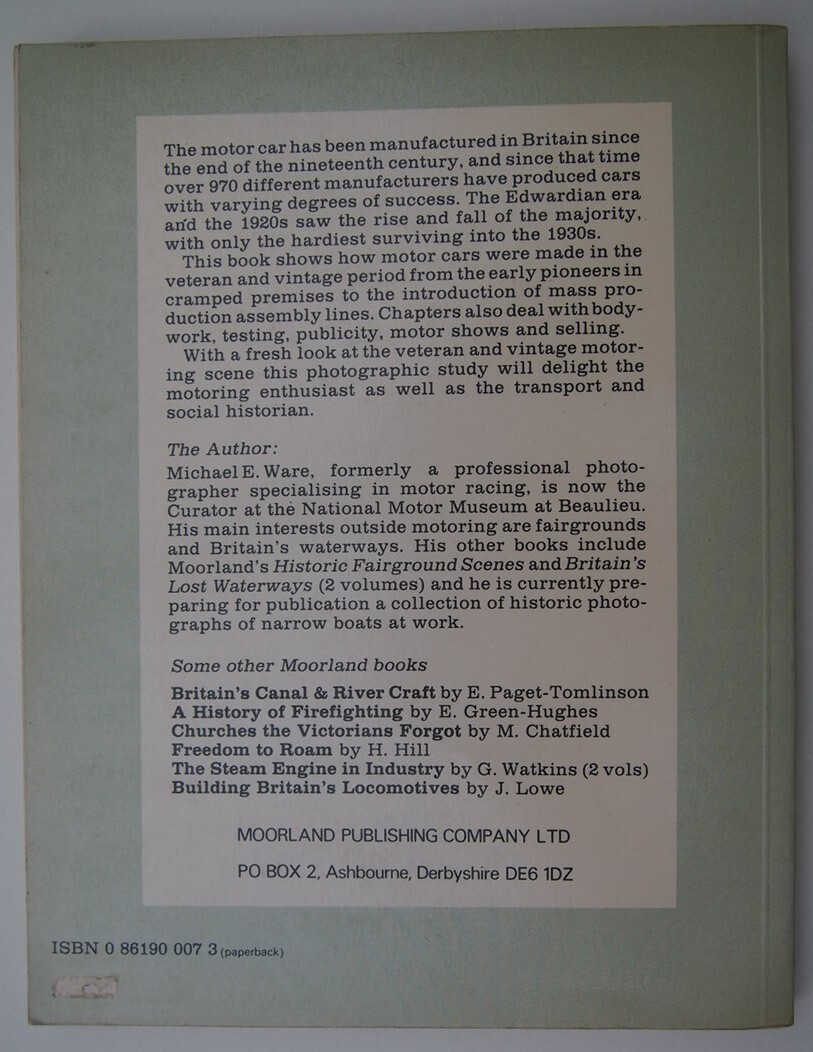 The motor car has been manufactured in Britain since
the end of the nineteenth century, and since that time
over 970 different manufacturers have produced cars
with varying degrees of success. The Edwardian era
and the 1920s saw the rise and fall of the majority,
with only the hardiest surviving into the 1930s.
This book shows how motor cars were made in the
veteran and vintage period from the early pioneers in
cramped premises to the introduction of mass pro-
duction assembly lines. Chapters also deal with body-
work, testing, publicity, motor shows and selling.
With a fresh look at the veteran and vintage motor-
ing scene this photographic study will delight the
motoring enthusiast as well as the transport and
social historian.
The Author:
Michael E. Ware, formerly a professional photo-
grapher specialising in motor racing, is now the
Curator at the National Motor Museum at Beaulieu.
His main interests outside motoring are fairgrounds
and Britain's waterways. His other books include
Moorland's Historic Fairground Scenes and Britain's
Lost Waterways (2 volumes) and he is currently pre-
paring for publication a collection of historic photo-
graphs of narrow boats at work.
Some other Moorland books
Britain's Canal & River Craft by E. Paget-Tomlinson
A History of Firefighting by E. Green-Hughes
Churches the Victorians Forgot by M. Chatfield
Freedom to Roam by H. Hill
The Steam Engine in Industry by G. Watkins (2 vols)
Building Britain's Locomotives by J. Lowe
MOORLAND PUBLISHING COMPANY LTD
PO BOX 2, Ashbourne, Derbyshire DE6 1DZ
ISBN 0 86190 007 3 (paperback)